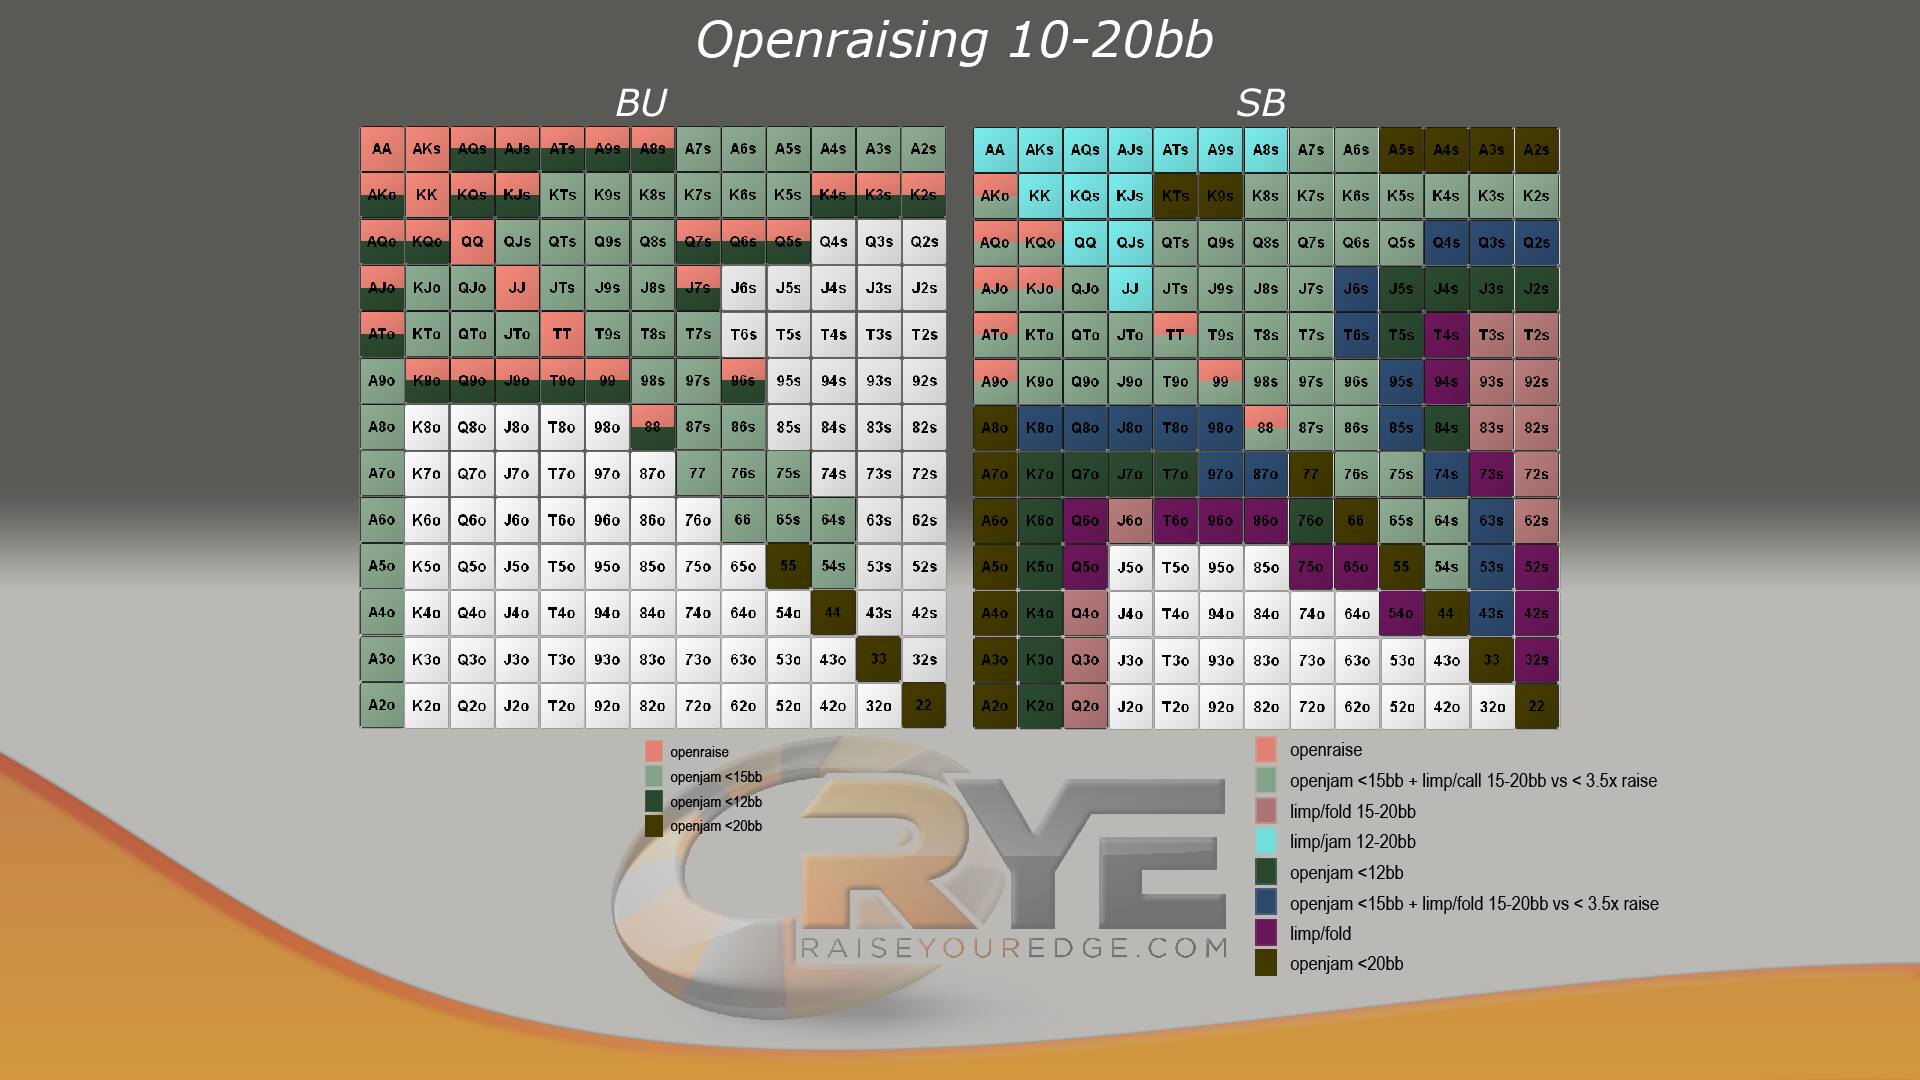 Openraising 10-20bb
BU
AA AKs AQs AJs ATs A9s A8s A7s A6s A5s A4s A3s A2s
AKo KK KQs KJs KTs K9s K8s K7s K6s K5s K4s K3s K2s
AQo KQo QQ QJs QTs Q9s Q8s Q7s Q6s Q5s Q4s Q3s Q2s
AJo KJo QJo JJ JTs J9s J8s J7s J6s J5s J4s J3s J2s
ATo KTo QTo JTo TT T9s T8s T7s T6s T5s T4s T3s T2s
A9o K9o Q9o J9o T9o 99 98s 97s 96s 95s 94s 93s 92s
A8o K8o Q8o J8o T8o 98o 88 87s 86s 85s 84s 83s 82s
A7o K7o Q7o J7o T7o 97o 87o 77 76s 75s 74s 73s 72s
A6o K6o Q6o J6o T6o 96o 86o 76o 66 65s 64s 63s 62s
A5o K5o Q5o J5o T5o 95o 85o 75o 65o 55 54s 53s 52s
A4o K4o Q4o J4o T4o 94o 84o 74o 64o 54o 44 43s 42s
A3o K3o Q3o J3o T3o 93o 83o 73o 63o 53o 43o 33 32s
A2o K2o Q2o J2o T2o 92o 82o 72o 62o 52o 42o 32o 22
openraise
openjam <15bb
openjam <12bb
openjam <20bb
SB
AA AKs AQs AJs ATs A9s A8s A7s A6s A5s A4s A3s A2s
AKo KK KQs KJs KTs K9s K8s K7s K6s K5s K4s K3s K2s
AQo KQo QQ QJs QTs Q9s Q8s Q7s Q6s Q5s Q4s Q3s Q2s
AJo KJo QJo JJ JTs J9s J8s J7s J6s J5s J4s J3s J2s
ATo KTo QTo JTo TT T9s T8s T7s T6s T5s T4s T3s T2s
A9o K9o Q9o J9o T9o 99 98s 97s 96s 95s 94s 93s 92s
A8o K8o Q8o J8o T8o 98o 88 87s 86s 85s 84s 83s 82s
A7o K7o Q7o J7o T7o 97o 87o 77 76s 75s 74s 73s 72s
A6o K6o Q6o J6o T6o 96o 86o 76o 66 65s 64s 63s 62s
A5o K5o Q5o J5o T5o 95o 85o 75o 65o 55 54s 53s 52s
A4o K4o Q4o J4o T4o 94o 84o 74o 64o 54o 44 43s 42s
A3o K3o Q3o J3o T3o 93o 83o 73o 63o 53o 43o 33 32s
A2o K2o Q2o J2o T2o 92o 82o 72o 62o 52o 42o 32o 22
openraise
openjam <15bb + limp/call 15-20bb vs < 3.5x raise
limp/fold 15-20bb
limp/jam 12-20bb
openjam <12bb
openjam <15bb + limp/fold 15-20bb vs < 3.5x raise
limp/fold
openjam <20bb
RYE
RAISEYOUREDGE.COM